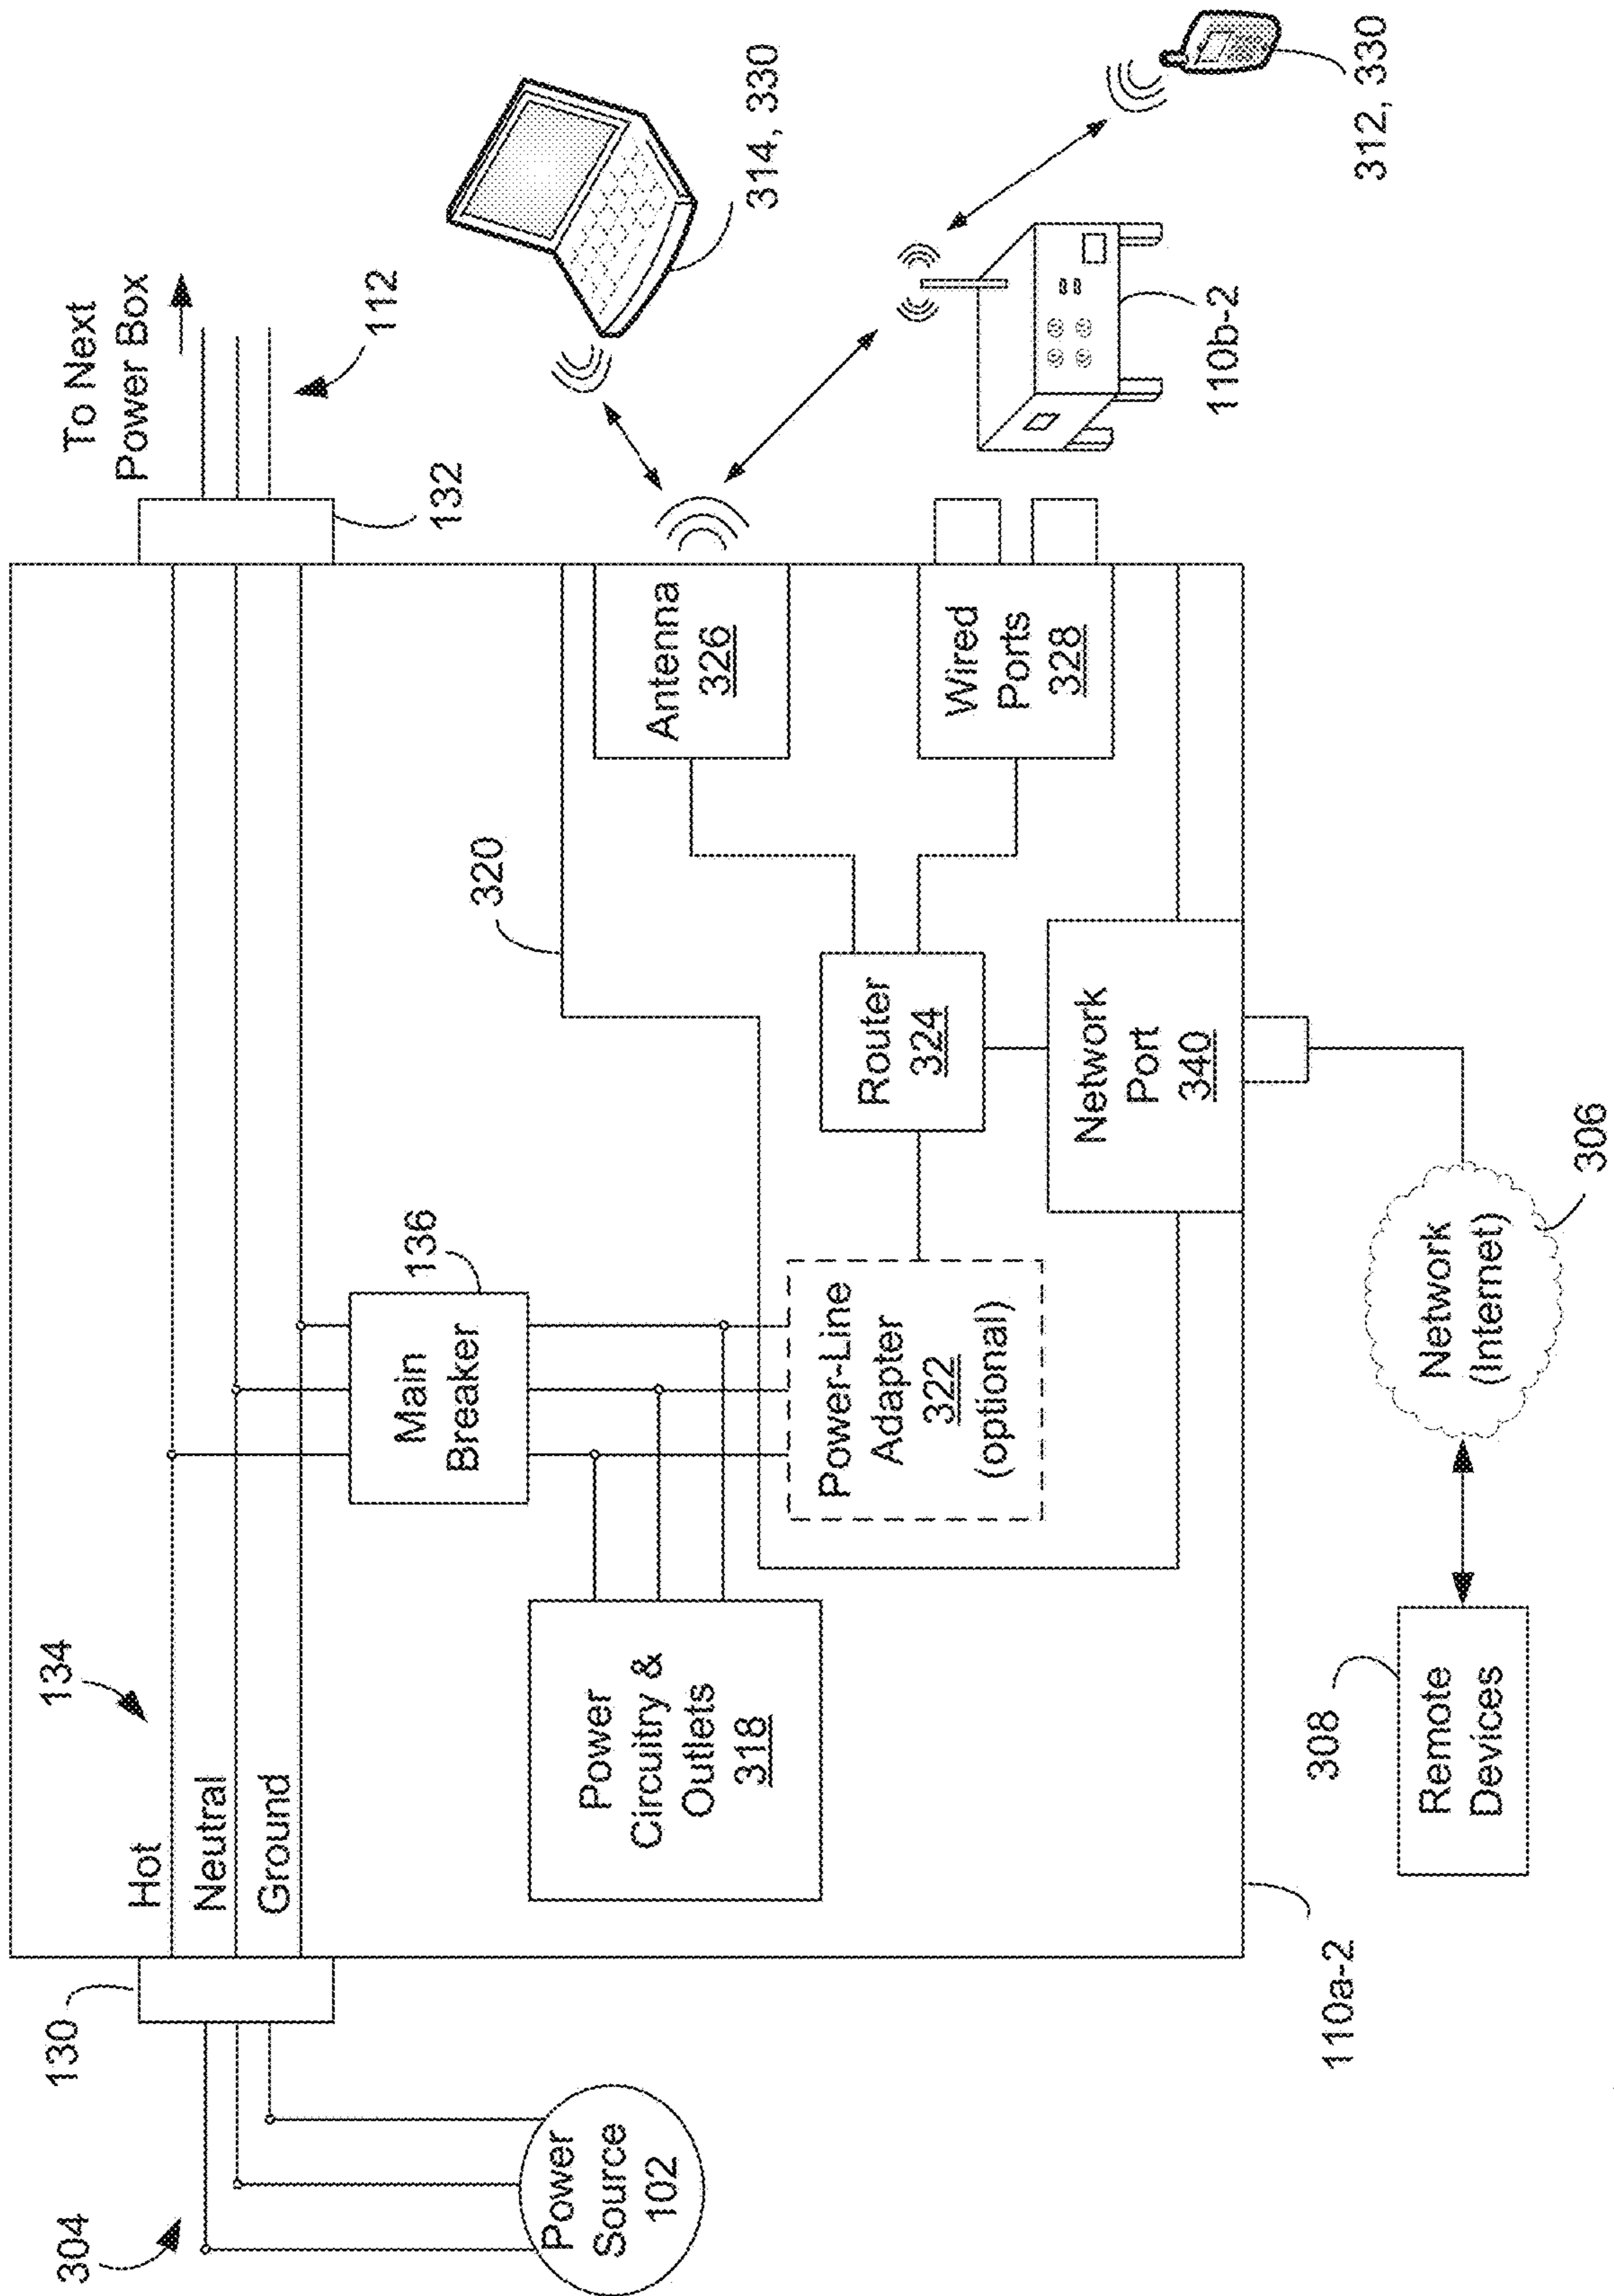 304
130
134
Hot
Neutral
Ground
Power
Source
102
To Next
Power Box
112
132
136
Main
Breaker
Power
Circuitry &
Outlets
318
320
Power-Line
Adapter
322
(optional)
Router
324
Antenna
326
Wired
Ports
328
Network
Port
340
314, 330
110b-2
312, 330
110a-2
308
Remote
Devices
Network
(Internet)
306